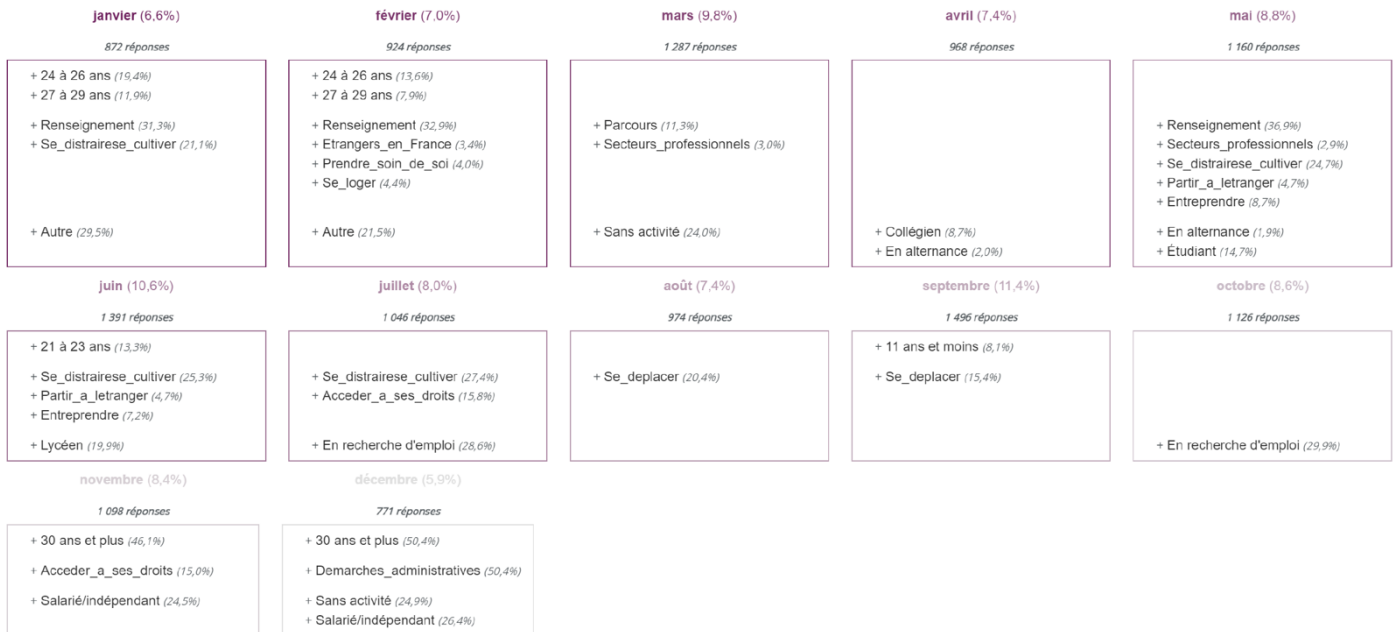 janvier (6,6%)
872 réponses
+ 24 à 26 ans (19,4%)
+ 27 à 29 ans (11,9%)
+ Renseignement (31,3%)
+ Se_distrairese_cultiver (21,1%)
+ Autre (29,5%)
février (7,0%)
924 réponses
+ 24 à 26 ans (13,6%)
+ 27 à 29 ans (7,9%)
+ Renseignement (32,9%)
+ Etrangers_en_France (3,4%)
+ Prendre_soin_de_soi (4,0%)
+ Se_loger (4,4%)
+ Autre (21,5%)
mars (9,8%)
1 287 réponses
+ Parcours (11,3%)
+ Secteurs_professionnels (3,0%)
+ Sans activité (24,0%)
avril (7,4%)
968 réponses
+ Collégien (8,7%)
+ En alternance (2,0%)
mai (8,8%)
1 160 réponses
+ Renseignement (36,9%)
+ Secteurs_professionnels (2,9%)
+ Se_distrairese_cultiver (24,7%)
+ Partir_a_letranger (4,7%)
+ Entreprendre (8,7%)
+ En alternance (1,9%)
+ Étudiant (14,7%)
juin (10,6%)
1 391 réponses
+ 21 à 23 ans (13,3%)
+ Se_distrairese_cultiver (25,3%)
+ Partir_a_letranger (4,7%)
+ Entreprendre (7,2%)
+ Lycéen (19,9%)
juillet (8,0%)
1 046 réponses
+ Se_distrairese_cultiver (27,4%)
+ Acceder_a_ses_droits (15,8%)
+ En recherche d'emploi (28,6%)
août (7,4%)
974 réponses
+ Se_deplacer (20,4%)
septembre (11,4%)
1 496 réponses
+ 11 ans et moins (8,1%)
+ Se_deplacer (15,4%)
octobre (8,6%)
1 126 réponses
+ En recherche d'emploi (29,9%)
novembre (8,4%)
1 098 réponses
+ 30 ans et plus (46,1%)
+ Acceder_a_ses_droits (15,0%)
+ Salarié/indépendant (24,5%)
décembre (5,9%)
771 réponses
+ 30 ans et plus (50,4%)
+ Demarches_administratives (50,4%)
+ Sans activité (24,9%)
+ Salarié/indépendant (26,4%)